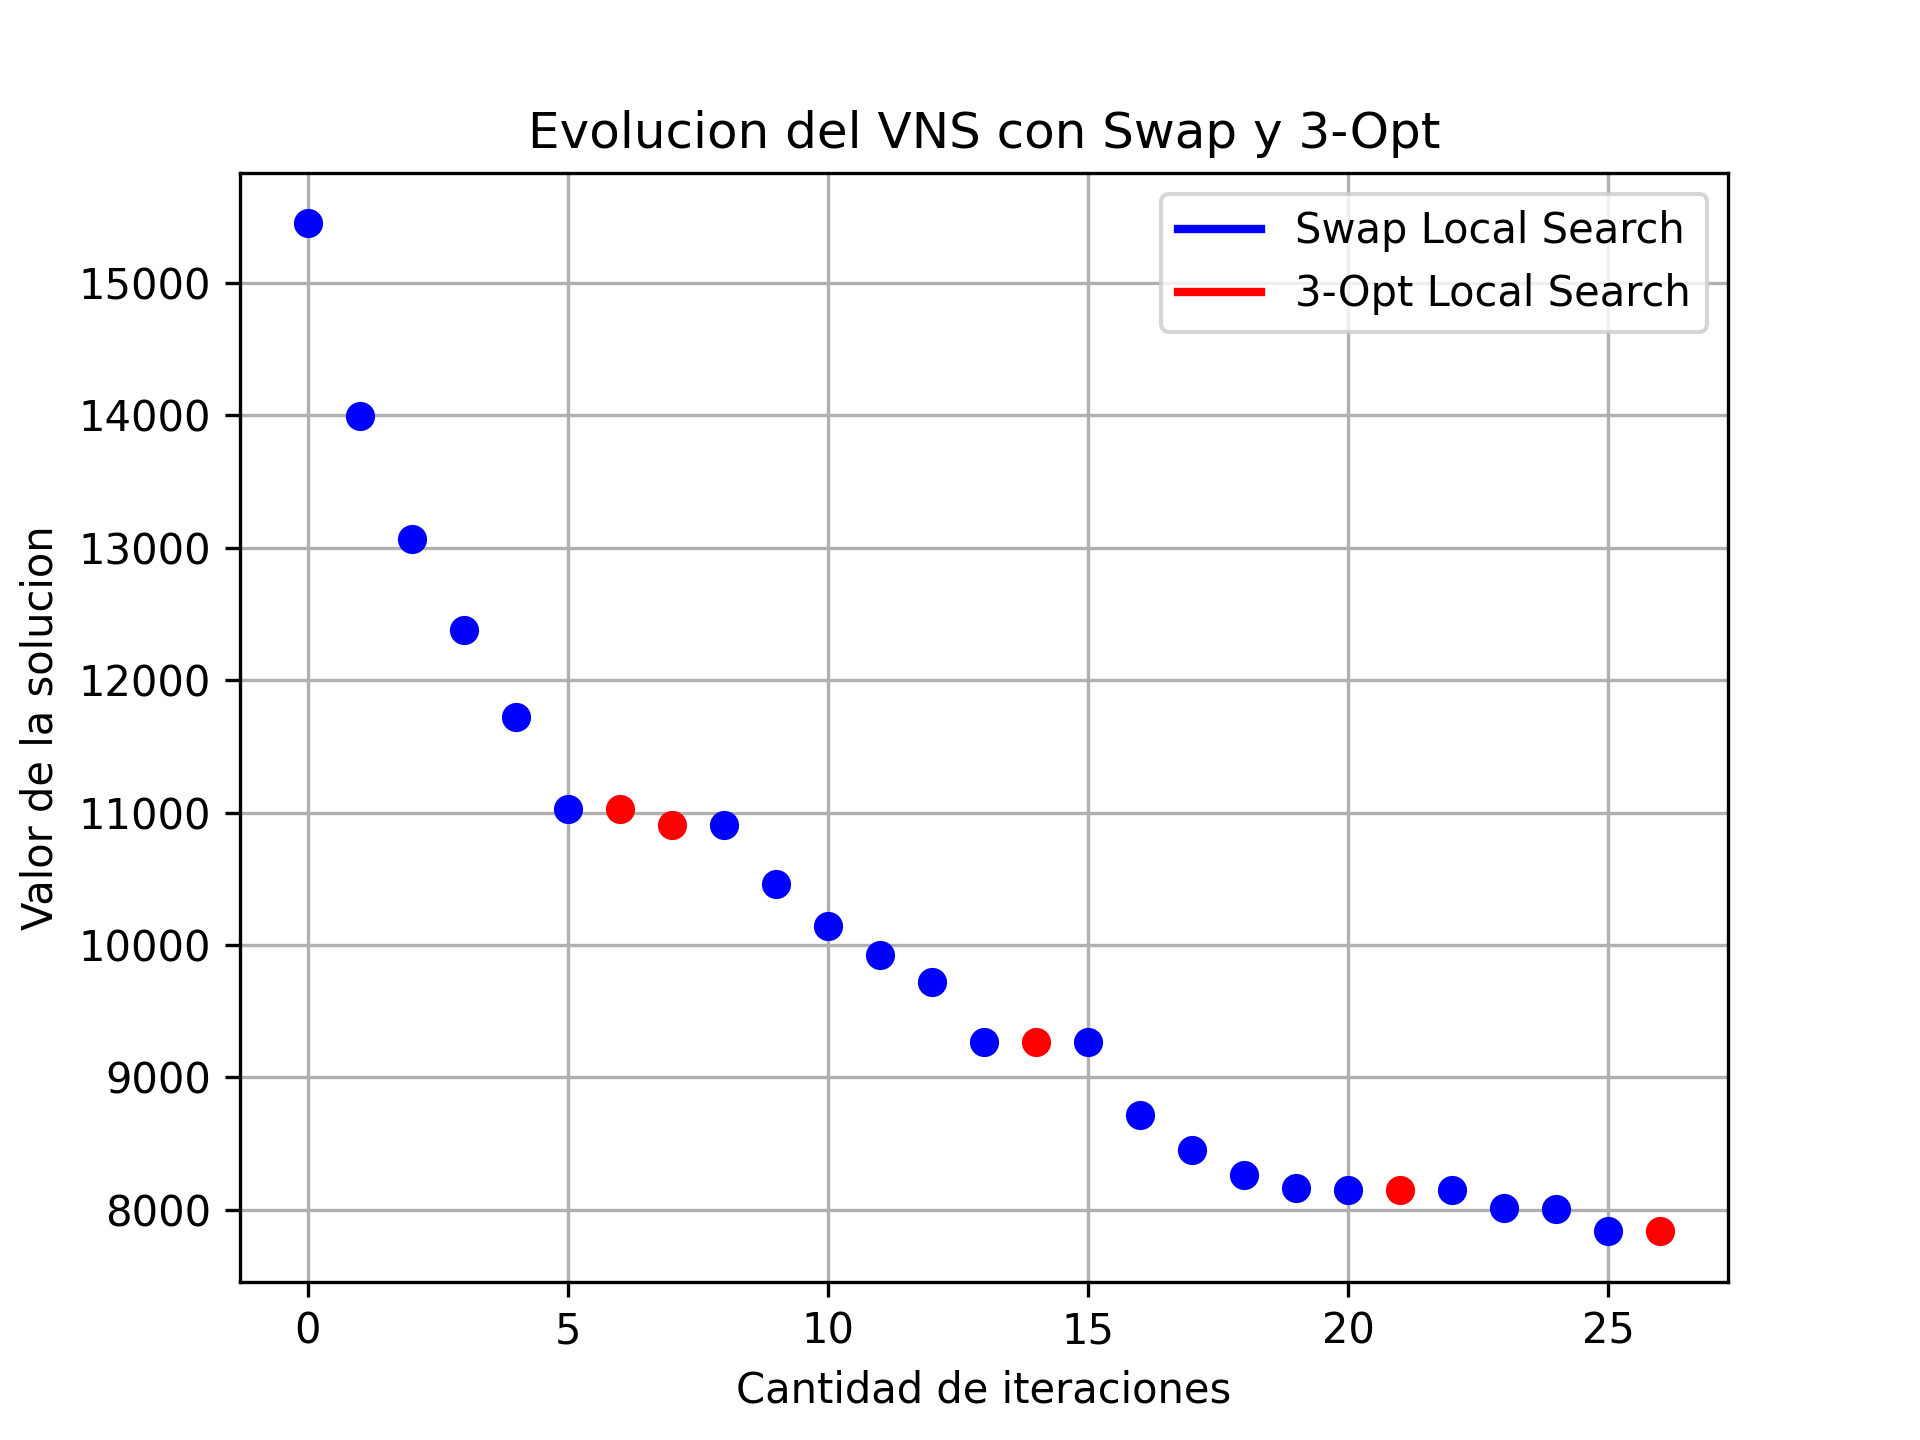 Evolucion del VNS con Swap y 3-Opt
Swap Local Search
3-Opt Local Search
Valor de la solucion
15000
14000
13000
12000
11000
10000
9000
8000
0 5 10 15 20 25
Cantidad de iteraciones